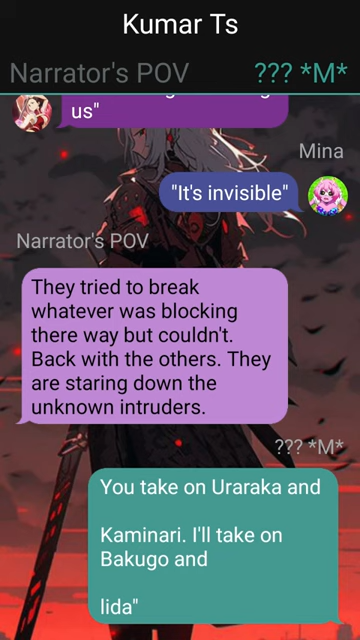 Kumar Ts
Narrator's POV
??? *M*
us"
Mina
"It's invisible"
Narrator's POV
They tried to break
whatever was blocking
there way but couldn't.
Back with the others. They
are staring down the
unknown intruders.
??? *M*
You take on Uraraka and
Kaminari. I'll take on
Bakugo and
Iida"